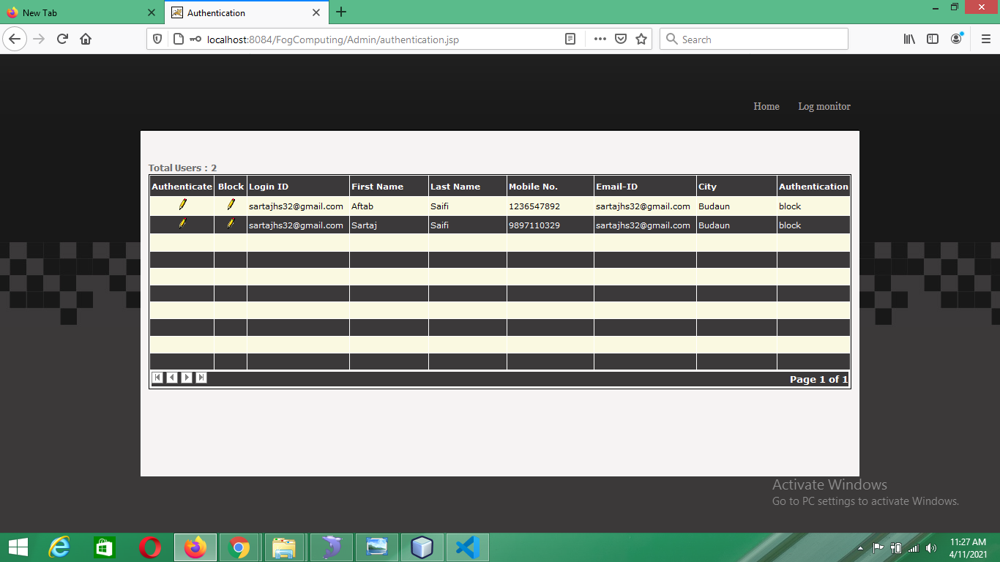 New Tab
Authentication
localhost:8084/FogComputing/Admin/authentication.jsp
Search
Home Log monitor
Total Users : 2
Authenticate Block Login ID First Name Last Name Mobile No. Email-ID City Authentication
sartajhs32@gmail.com Aftab Saifi 1236547892 sartajhs32@gmail.com Budaun block
sartajhs32@gmail.com Sartaj Saifi 9897110329 sartajhs32@gmail.com Budaun block
Page 1 of 1
Activate Windows
Go to PC settings to activate Windows.
11:27 AM
4/11/2021